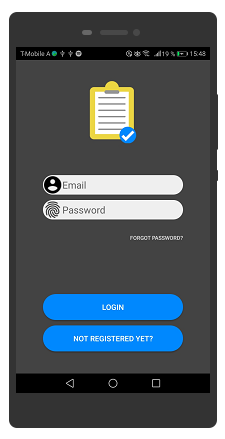 T-Mobile A 19 % 15:48
Email
Password
FORGOT PASSWORD?
LOGIN
NOT REGISTERED YET?